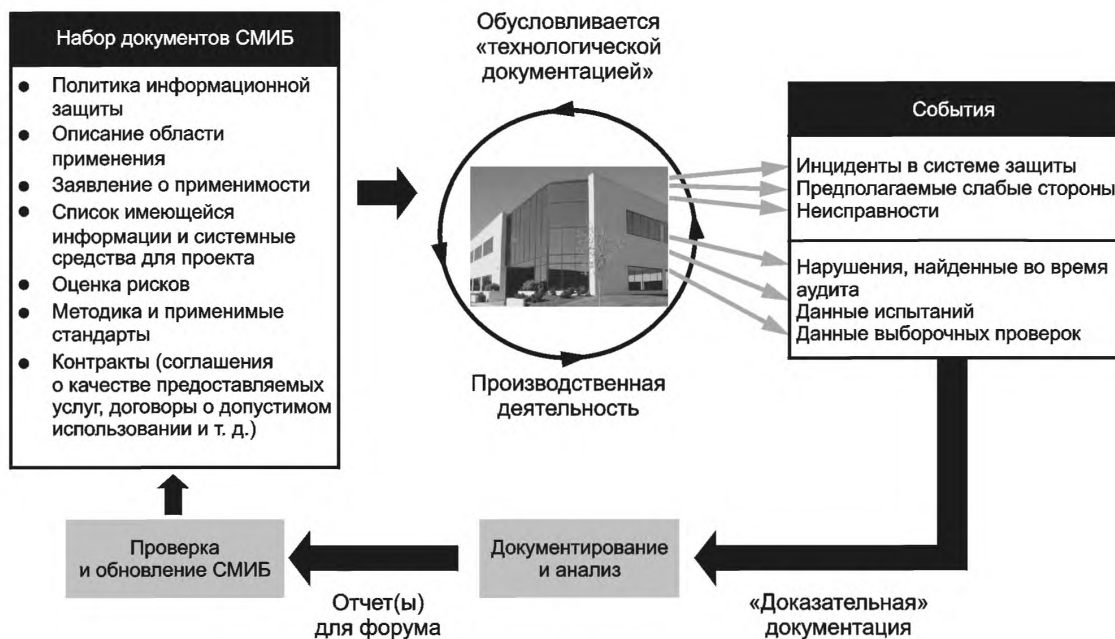 Набор документов СМИБ
● Политика информационной
защиты
● Описание области
применения
● Заявление о применимости
● Список имеющейся
информации и системные
средства для проекта
● Оценка рисков
● Методика и применимые
стандарты
● Контракты (соглашения
о качестве предоставляемых
услуг, договоры о допустимом
использовании и т. д.)
Обусловливается
«технологической
документацией»
Производственная
деятельность
События
Инциденты в системе защиты
Предполагаемые слабые стороны
Неисправности
Нарушения, найденные во время
аудита
Данные испытаний
Данные выборочных проверок
«Доказательная»
документация
Документирование
и анализ
Отчет(ы)
для форума
Проверка
и обновление СМИБ